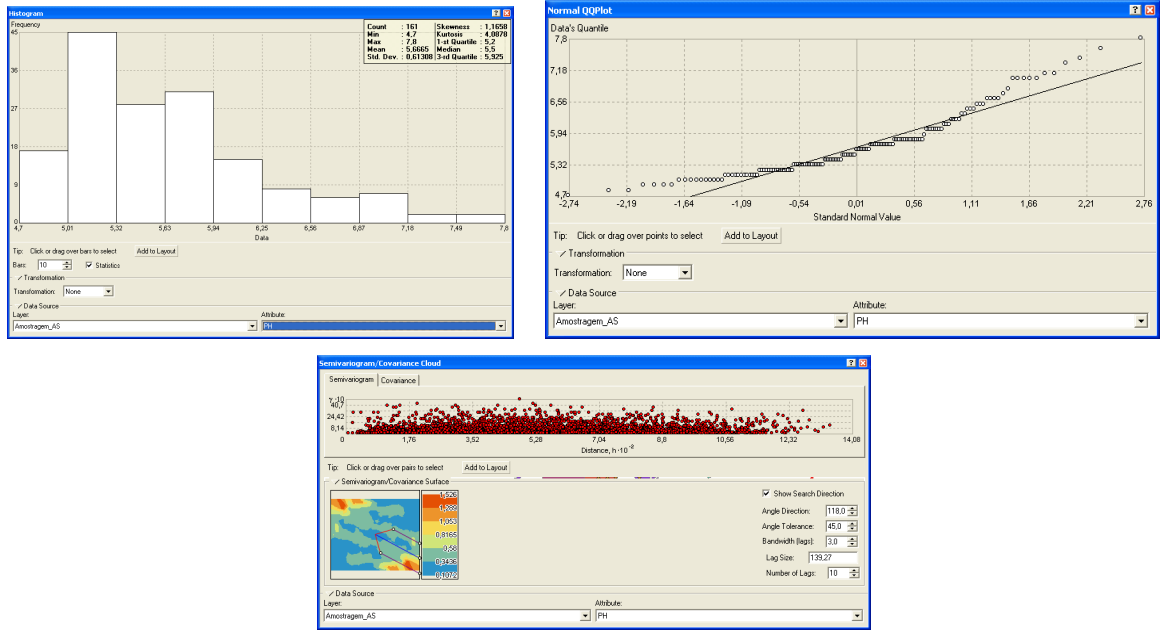 Histogram
Frequency
Count : 161 Skewness : 1,1658
Min : 4,7 Kurtosis : 4,0878
Max : 7,8 1-st Quartile : 5,2
Mean : 5,6665 Median : 5,5
Std. Dev. : 0,61308 3-rd Quartile : 5,925
45
36
27
18
9
0
4,7 5,01 5,32 5,63 5,94 6,25 6,56 6,87 7,18 7,49 7,8
Data
Tip: Click or drag over bars to select Add to Layout
Bars: 10 Statistics
Transformation
Transformation: None
Data Source
Layer: Attribute:
Amostragem_AS PH
Normal QQPlot
Data's Quantile
7,8
7,18
6,56
5,94
5,32
4,7
-2,74 -2,19 -1,64 -1,09 -0,54 0,01 0,56 1,11 1,66 2,21 2,76
Standard Normal Value
Tip: Click or drag over points to select Add to Layout
Transformation
Transformation: None
Data Source
Layer: Attribute:
Amostragem_AS PH
Semivariogram/Covariance Cloud
Semivariogram Covariance
γ·10
40,7
24,42
8,14
0 1,76 3,52 5,28 7,04 8,8 10,56 12,32 14,08
Distance, h·10⁻²
Tip: Click or drag over pairs to select Add to Layout
Semivariogram/Covariance Surface
1,526
1,289
1,053
0,8165
0,58
0,3436
0,1072
Show Search Direction
Angle Direction: 118,0
Angle Tolerance: 45,0
Bandwidth (lags): 3,0
Lag Size: 139,27
Number of Lags: 10
Data Source
Layer: Attribute:
Amostragem_AS PH